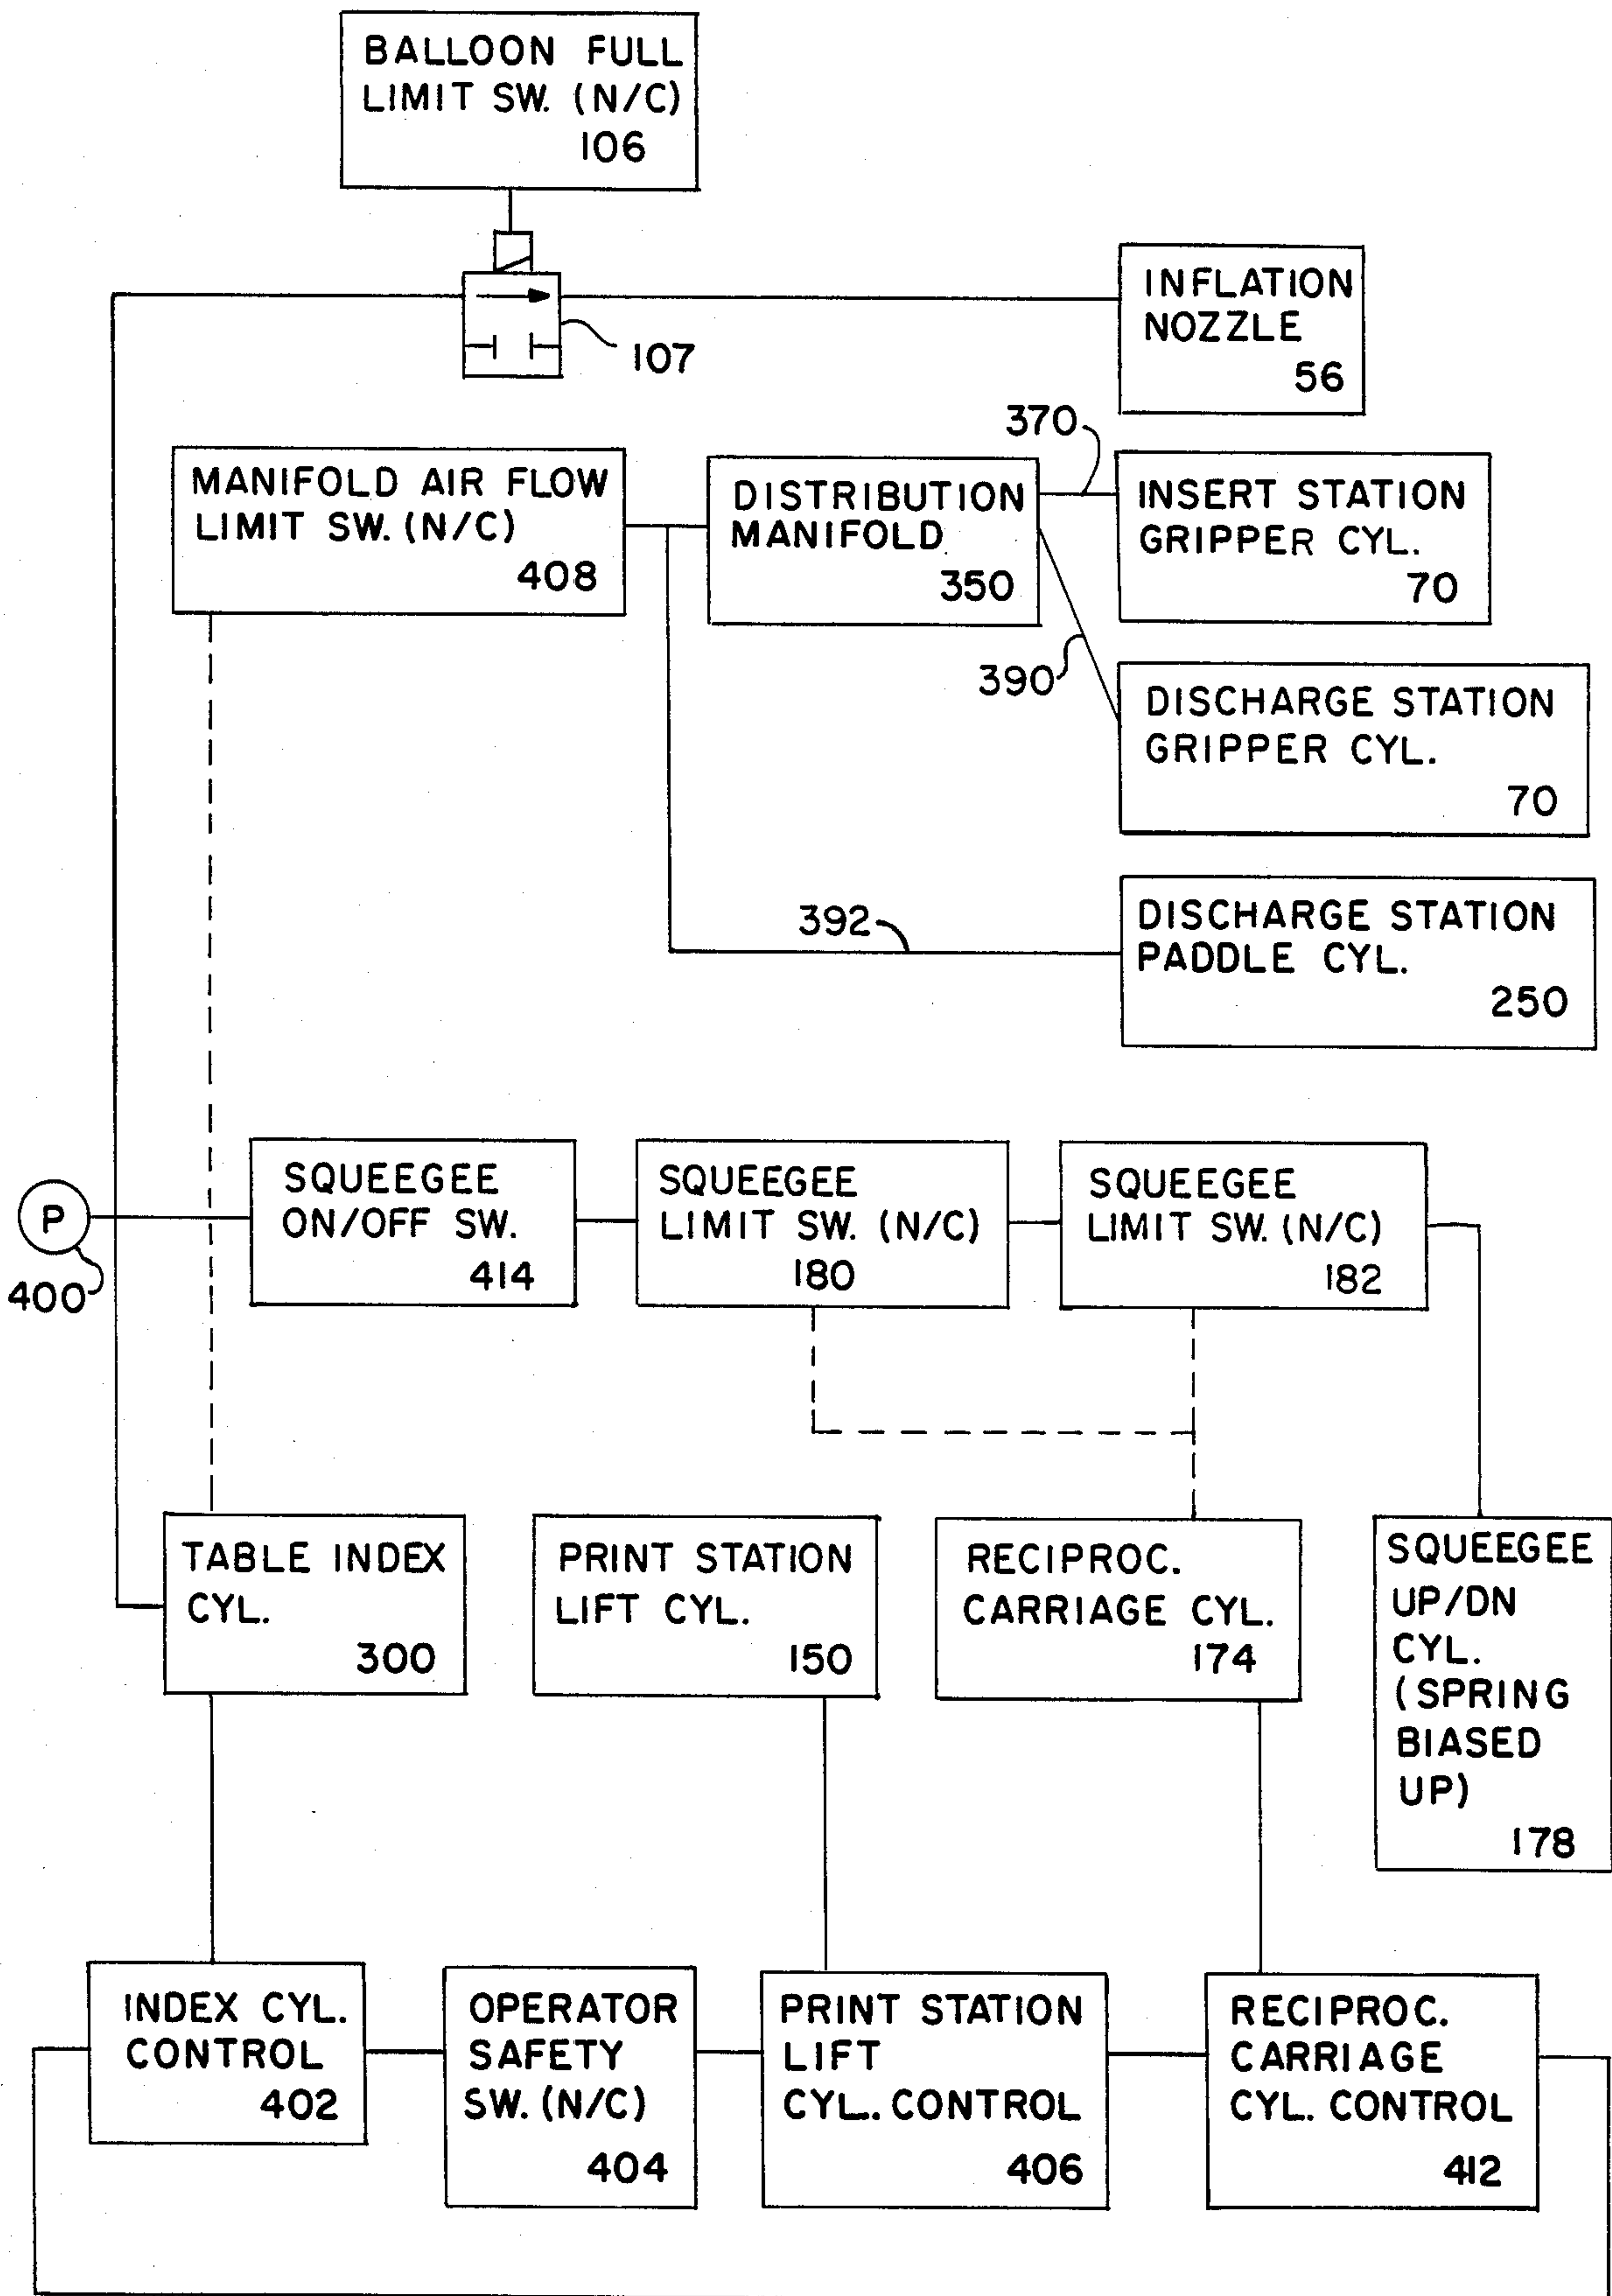 BALLOON FULL
LIMIT SW. (N/C)
106
107
INFLATION
NOZZLE
56
370
MANIFOLD AIR FLOW
LIMIT SW. (N/C)
408
DISTRIBUTION
MANIFOLD
350
INSERT STATION
GRIPPER CYL.
70
390
DISCHARGE STATION
GRIPPER CYL.
70
392
DISCHARGE STATION
PADDLE CYL.
250
P
400
SQUEEGEE
ON/OFF SW.
414
SQUEEGEE
LIMIT SW. (N/C)
180
SQUEEGEE
LIMIT SW. (N/C)
182
TABLE INDEX
CYL.
300
PRINT STATION
LIFT CYL.
150
RECIPROC.
CARRIAGE CYL.
174
SQUEEGEE
UP/DN
CYL.
(SPRING
BIASED
UP)
178
INDEX CYL.
CONTROL
402
OPERATOR
SAFETY
SW. (N/C)
404
PRINT STATION
LIFT
CYL.. CONTROL
406
RECIPROC.
CARRIAGE
CYL. CONTROL
412